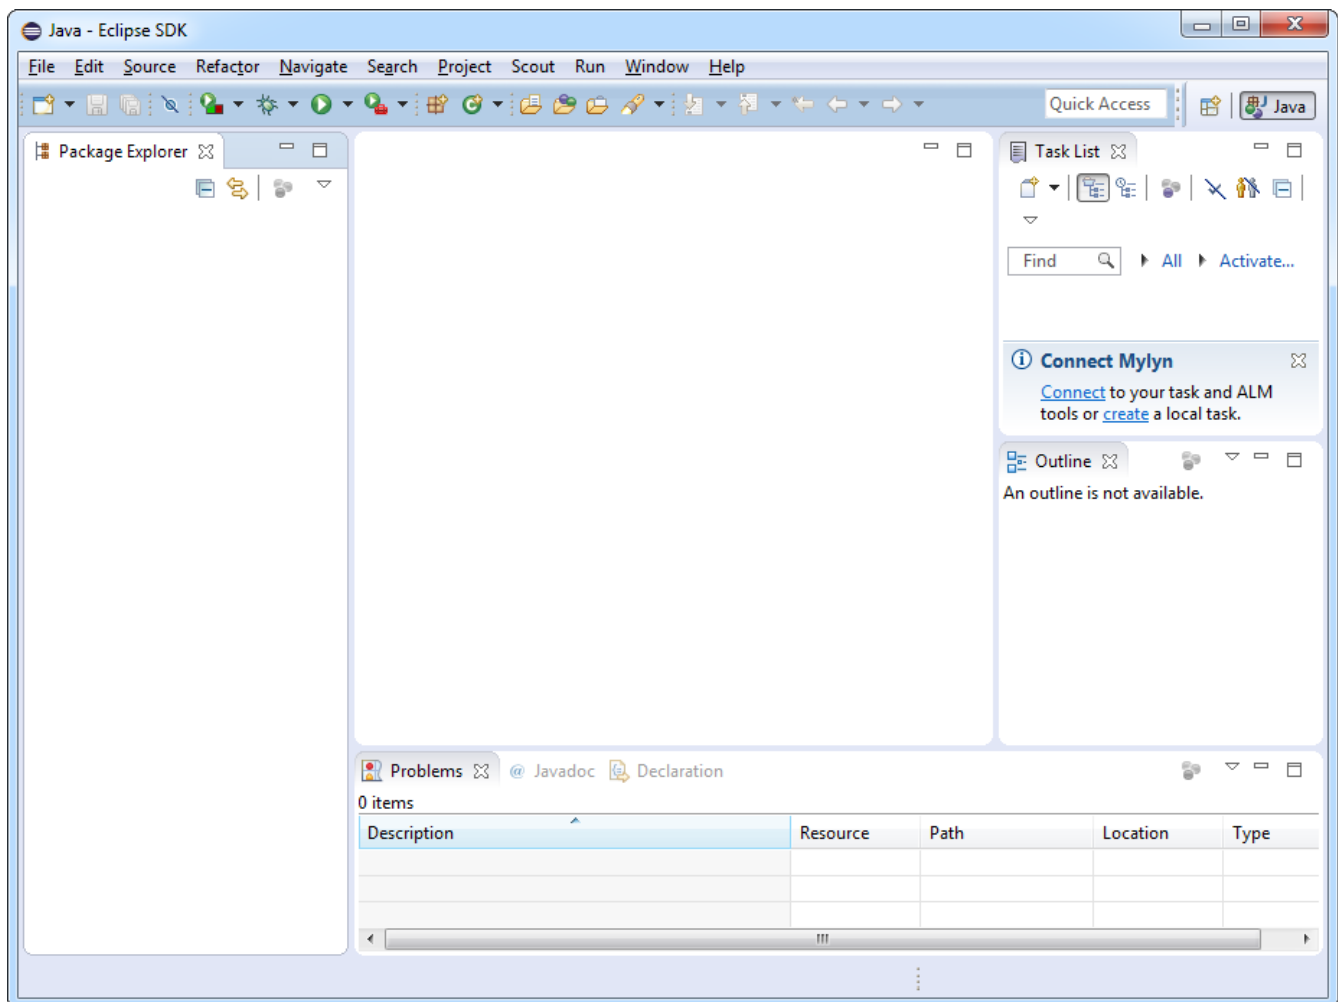 Java - Eclipse SDK
File Edit Source Refactor Navigate Search Project Scout Run Window Help
Quick Access
Java
Package Explorer
Task List
Find
All
Activate...
Connect Mylyn
Connect to your task and ALM
tools or create a local task.
Outline
An outline is not available.
Problems
@ Javadoc
Declaration
0 items
Description Resource Path Location Type